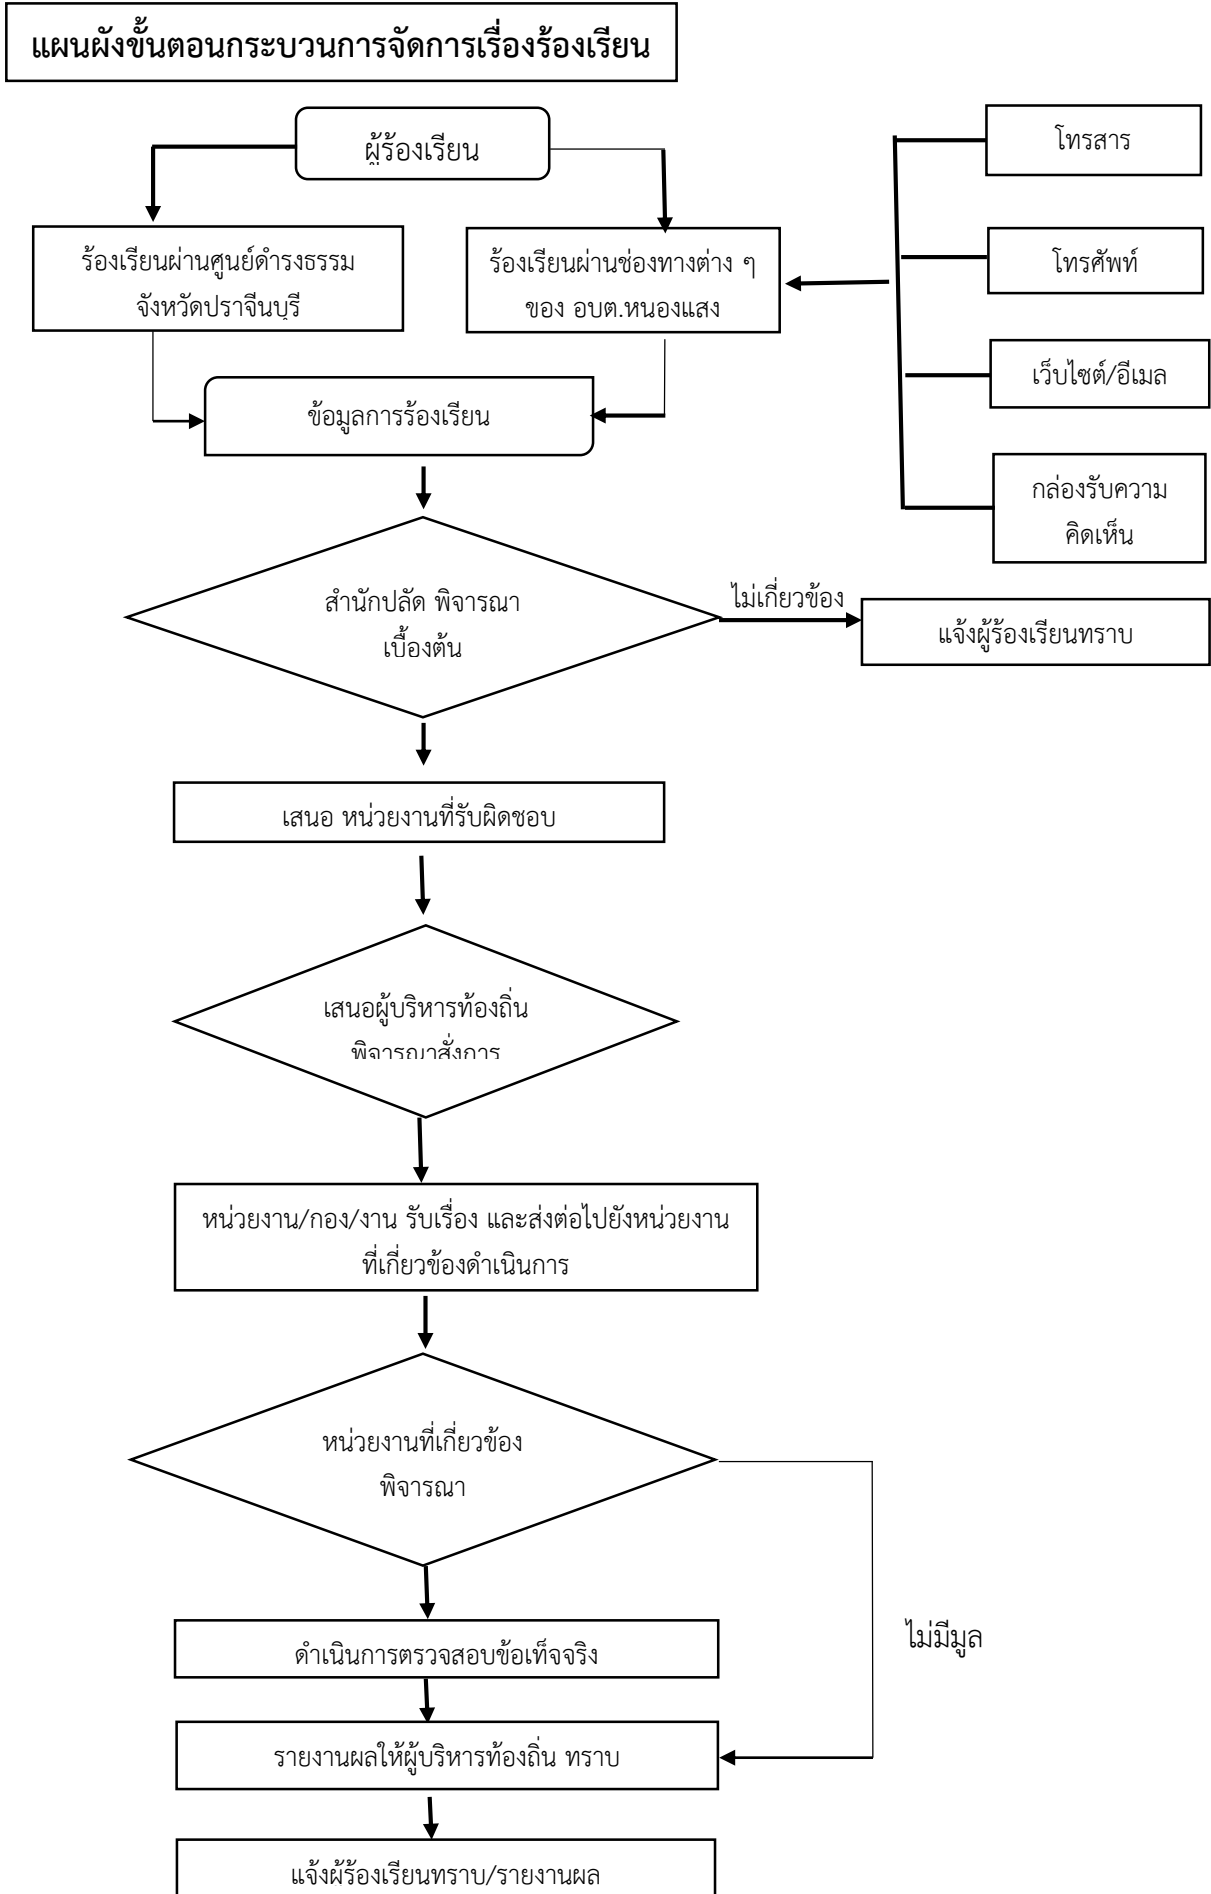 แผนผังขั้นตอนกระบวนการจัดการเรื่องร้องเรียน
ผู้ร้องเรียน
ร้องเรียนผ่านศูนย์ดำรงธรรม
จังหวัดปราจีนบุรี
ร้องเรียนผ่านช่องทางต่าง ๆ
ของ อบต.หนองแสง
โทรสาร
โทรศัพท์
เว็บไซต์/อีเมล
กล่องรับความ
คิดเห็น
ข้อมูลการร้องเรียน
สำนักปลัด พิจารณา
เบื้องต้น
ไม่เกี่ยวข้อง
แจ้งผู้ร้องเรียนทราบ
เสนอ หน่วยงานที่รับผิดชอบ
เสนอผู้บริหารท้องถิ่น
พิจารณาสั่งการ
หน่วยงาน/กอง/งาน รับเรื่อง และส่งต่อไปยังหน่วยงาน
ที่เกี่ยวข้องดำเนินการ
หน่วยงานที่เกี่ยวข้อง
พิจารณา
ไม่มีมูล
ดำเนินการตรวจสอบข้อเท็จจริง
รายงานผลให้ผู้บริหารท้องถิ่น ทราบ
แจ้งผู้ร้องเรียนทราบ/รายงานผล